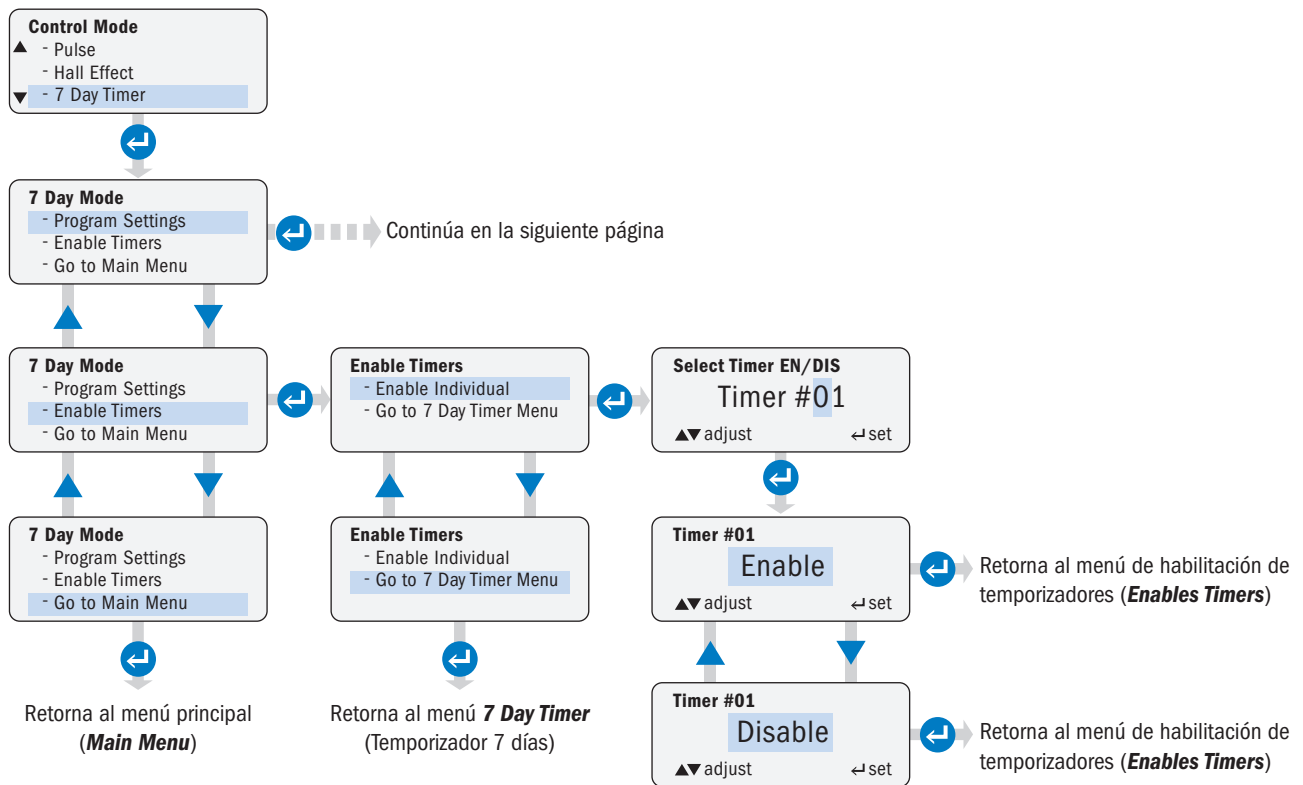 Control Mode
▲ - Pulse
- Hall Effect
▼ - 7 Day Timer
7 Day Mode
- Program Settings
- Enable Timers
- Go to Main Menu
Continúa en la siguiente página
7 Day Mode
- Program Settings
- Enable Timers
- Go to Main Menu
Enable Timers
- Enable Individual
- Go to 7 Day Timer Menu
Select Timer EN/DIS
Timer #01
▲▼ adjust ↵ set
7 Day Mode
- Program Settings
- Enable Timers
- Go to Main Menu
Retorna al menú principal
(Main Menu)
Enable Timers
- Enable Individual
- Go to 7 Day Timer Menu
Retorna al menú 7 Day Timer
(Temporizador 7 días)
Timer #01
Enable
▲▼ adjust ↵ set
Retorna al menú de habilitación de
temporizadores (Enables Timers)
Timer #01
Disable
▲▼ adjust ↵ set
Retorna al menú de habilitación de
temporizadores (Enables Timers)